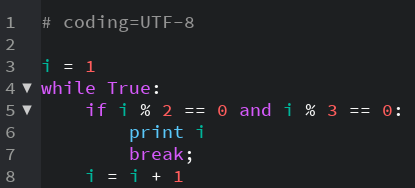 1 # coding=UTF-8
2
3 i = 1
4 ▼ while True:
5 ▼     if i % 2 == 0 and i % 3 == 0:
6         print i
7         break;
8     i = i + 1